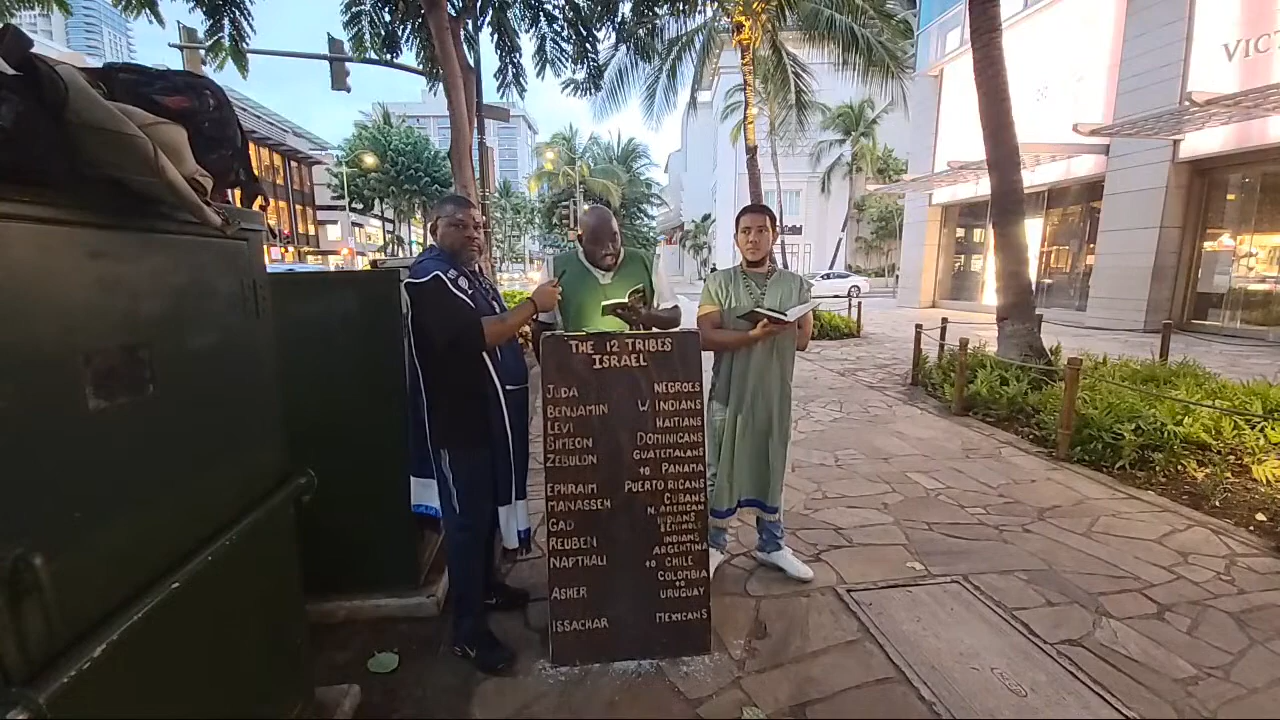 THE 12 TRIBES
ISRAEL
JUDA NEGROES
BENJAMIN W. INDIANS
LEVI HAITIANS
SIMEON DOMINICANS
ZEBULON GUATEMALANS
to PANAMA
EPHRAIM PUERTO RICANS
MANASSEH CUBANS
GAD N. AMERICAN
INDIANS
REUBEN SEMINOLE
INDIANS
NAPTHALI ARGENTINA
to CHILE
COLOMBIA
to
ASHER URUGUAY
ISSACHAR MEXICANS
VICT